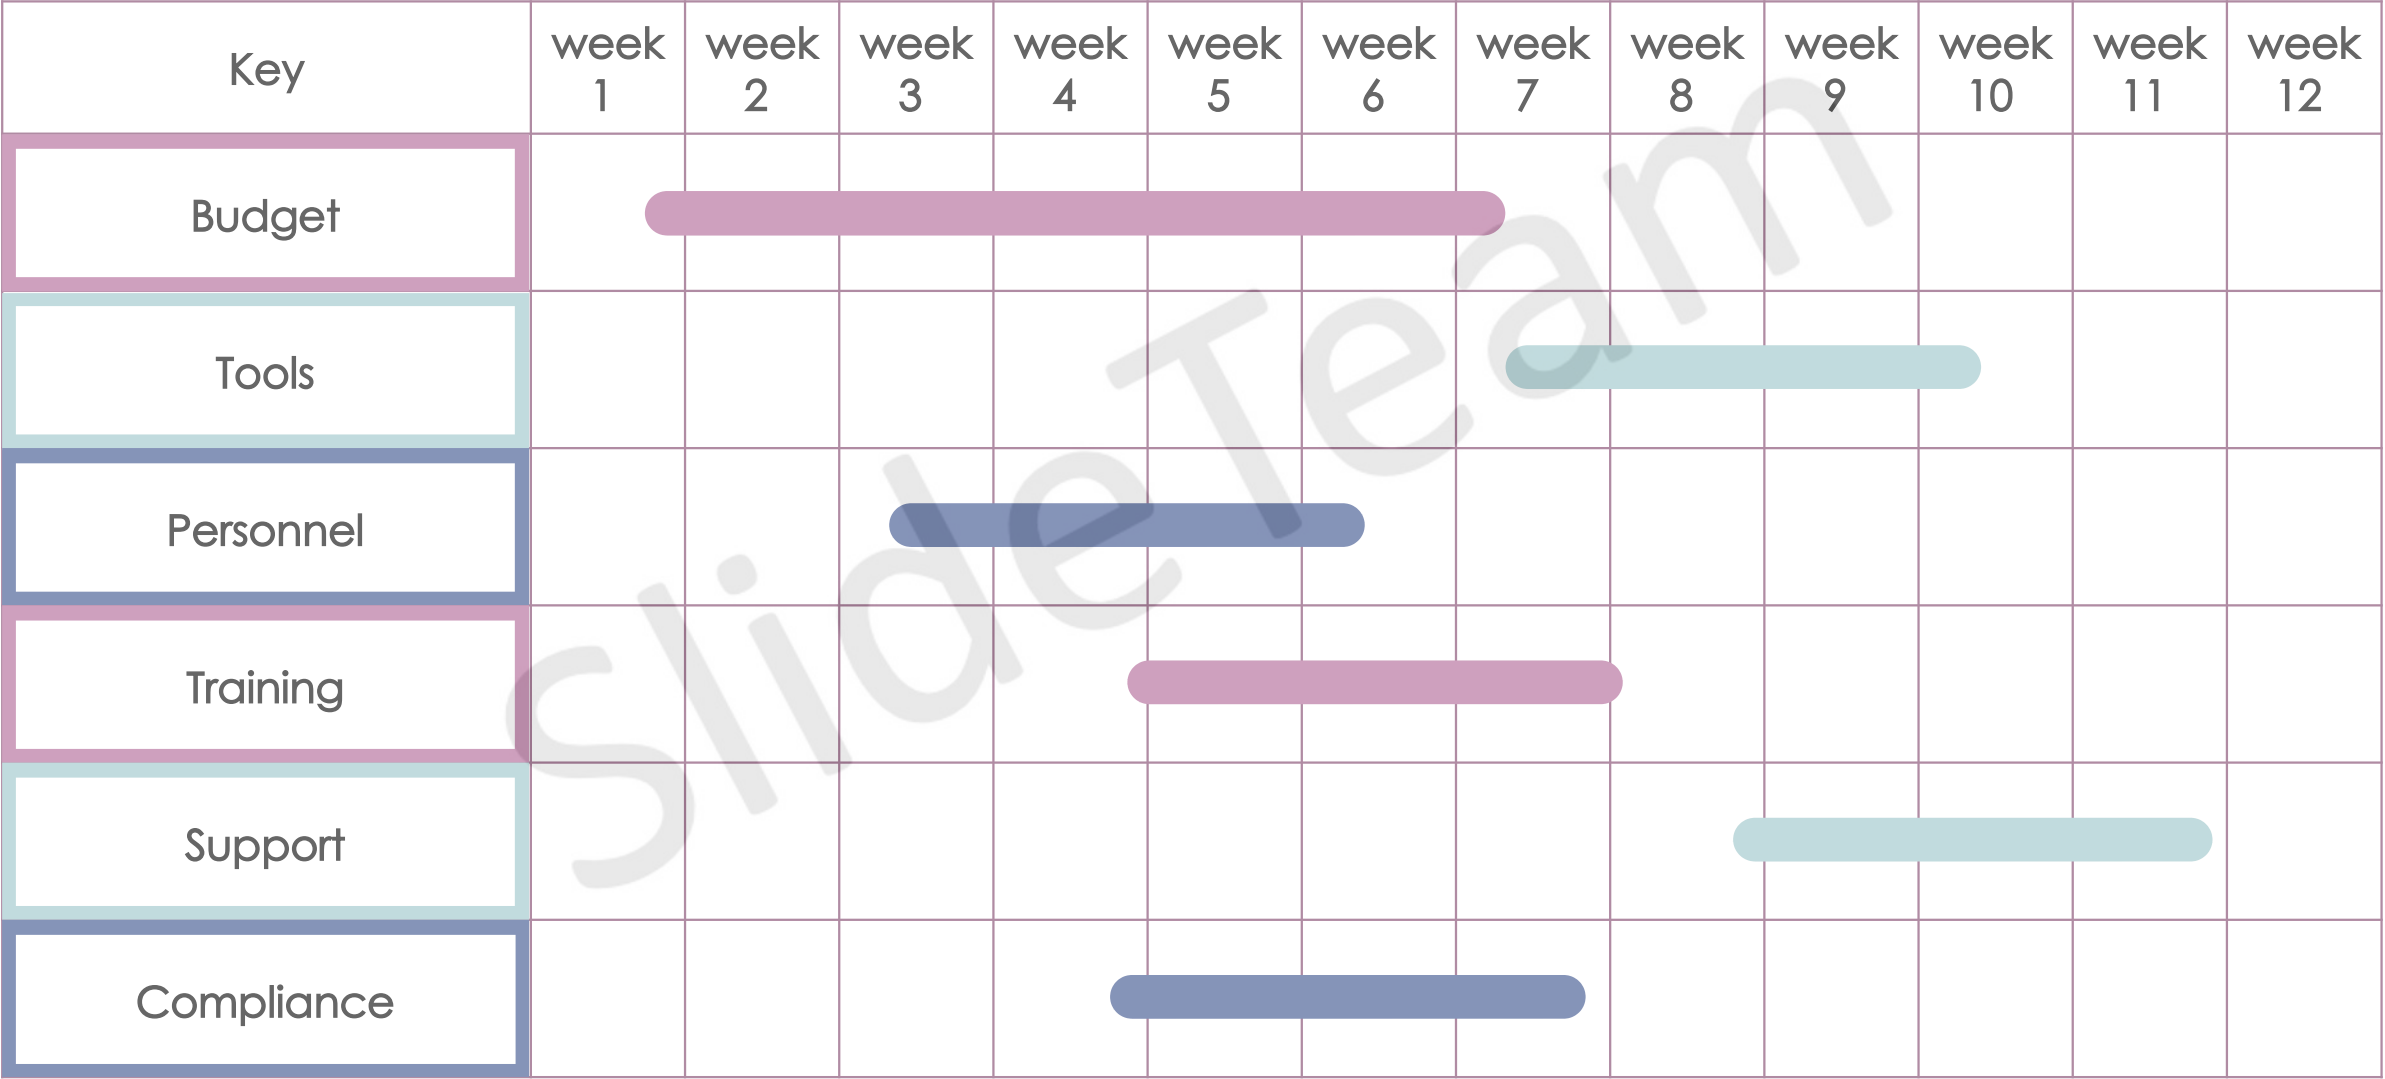 Key week week week week week week week week week week week week
1 2 3 4 5 6 7 8 9 10 11 12
Budget
Tools
Personnel
Training
Support
Compliance
SlideTeam